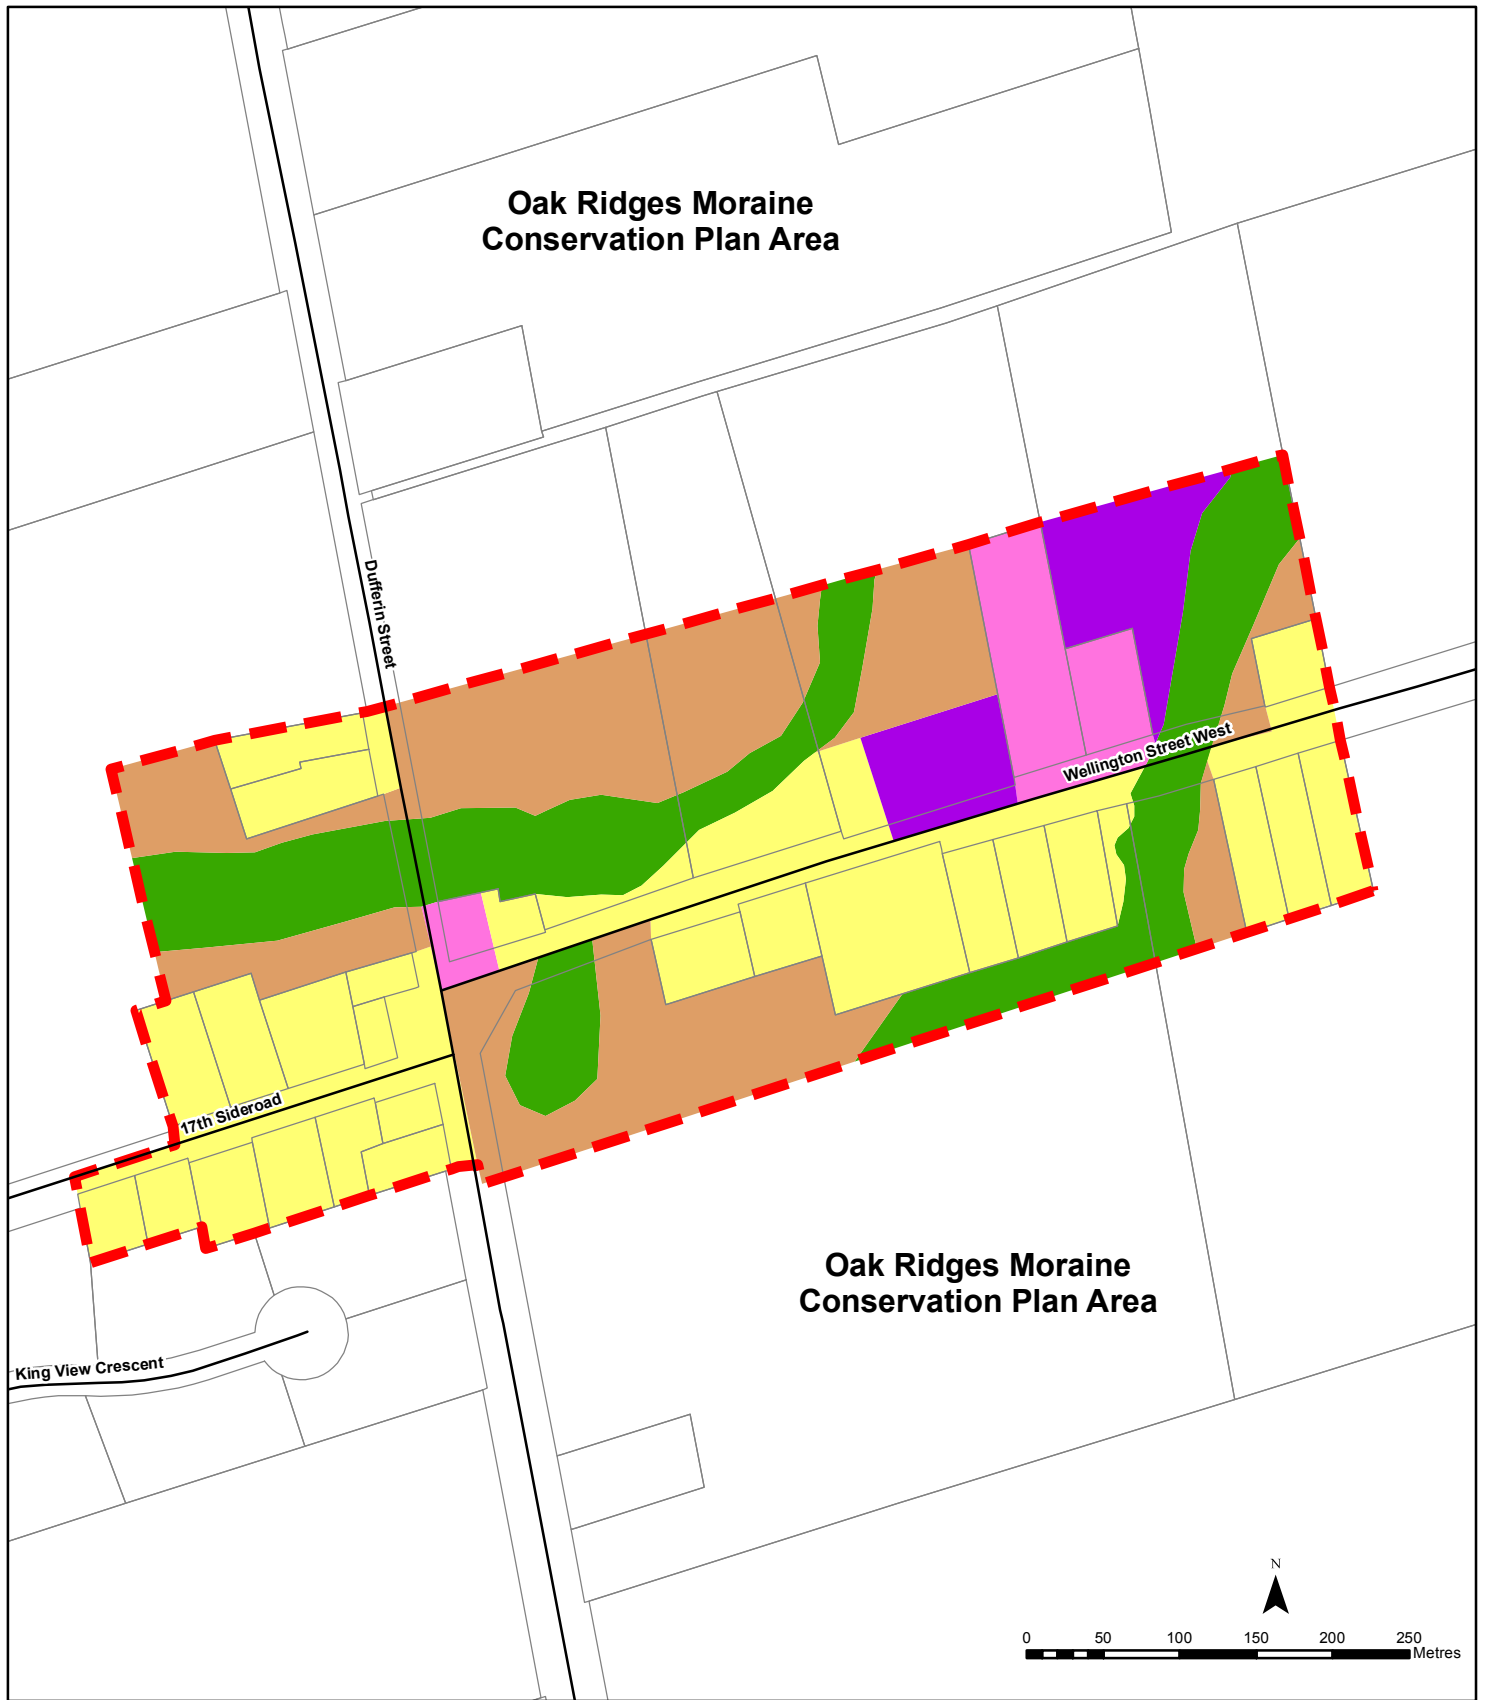 Oak Ridges Moraine
Conservation Plan Area
Dufferin Street
Wellington Street West
17th Sideroad
Oak Ridges Moraine
Conservation Plan Area
King View Crescent
N
0 50 100 150 200 250
Metres